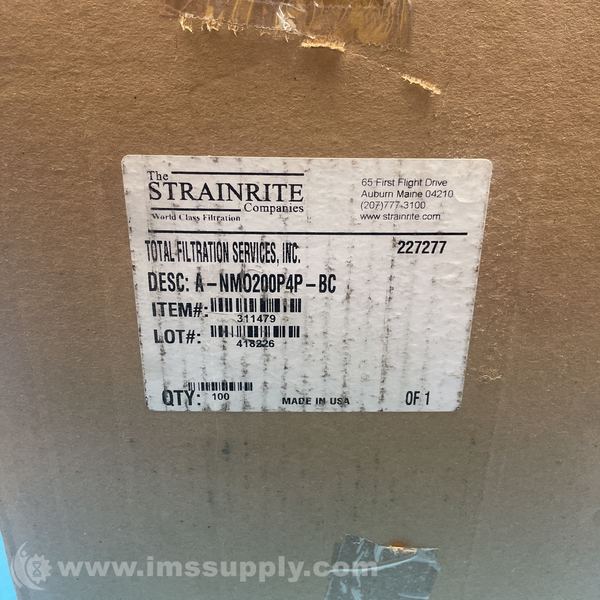 The
STRAINRITE
Companies
World Class Filtration
65 First Flight Drive
Auburn Maine 04210
(207)777-3100
www.strainrite.com
TOTAL FILTRATION SERVICES, INC.
227277
DESC: A-NMO200P4P-BC
ITEM#:
311479
LOT#:
418226
QTY: 100
MADE IN USA
OF 1
www.imssupply.com